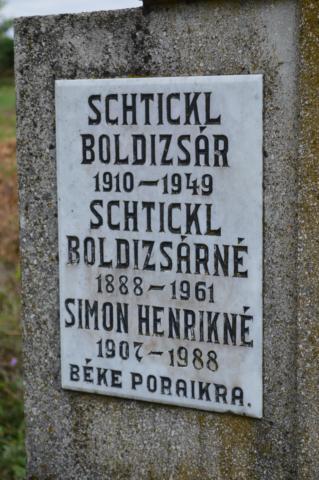 SCHTICKL
BOLDIZSÁR
1910—1949
SCHTICKL
BOLDIZSÁRNÉ
1888—1961
SIMON HENRIKNÉ
1907—1988
BÉKE PORAIKRA.